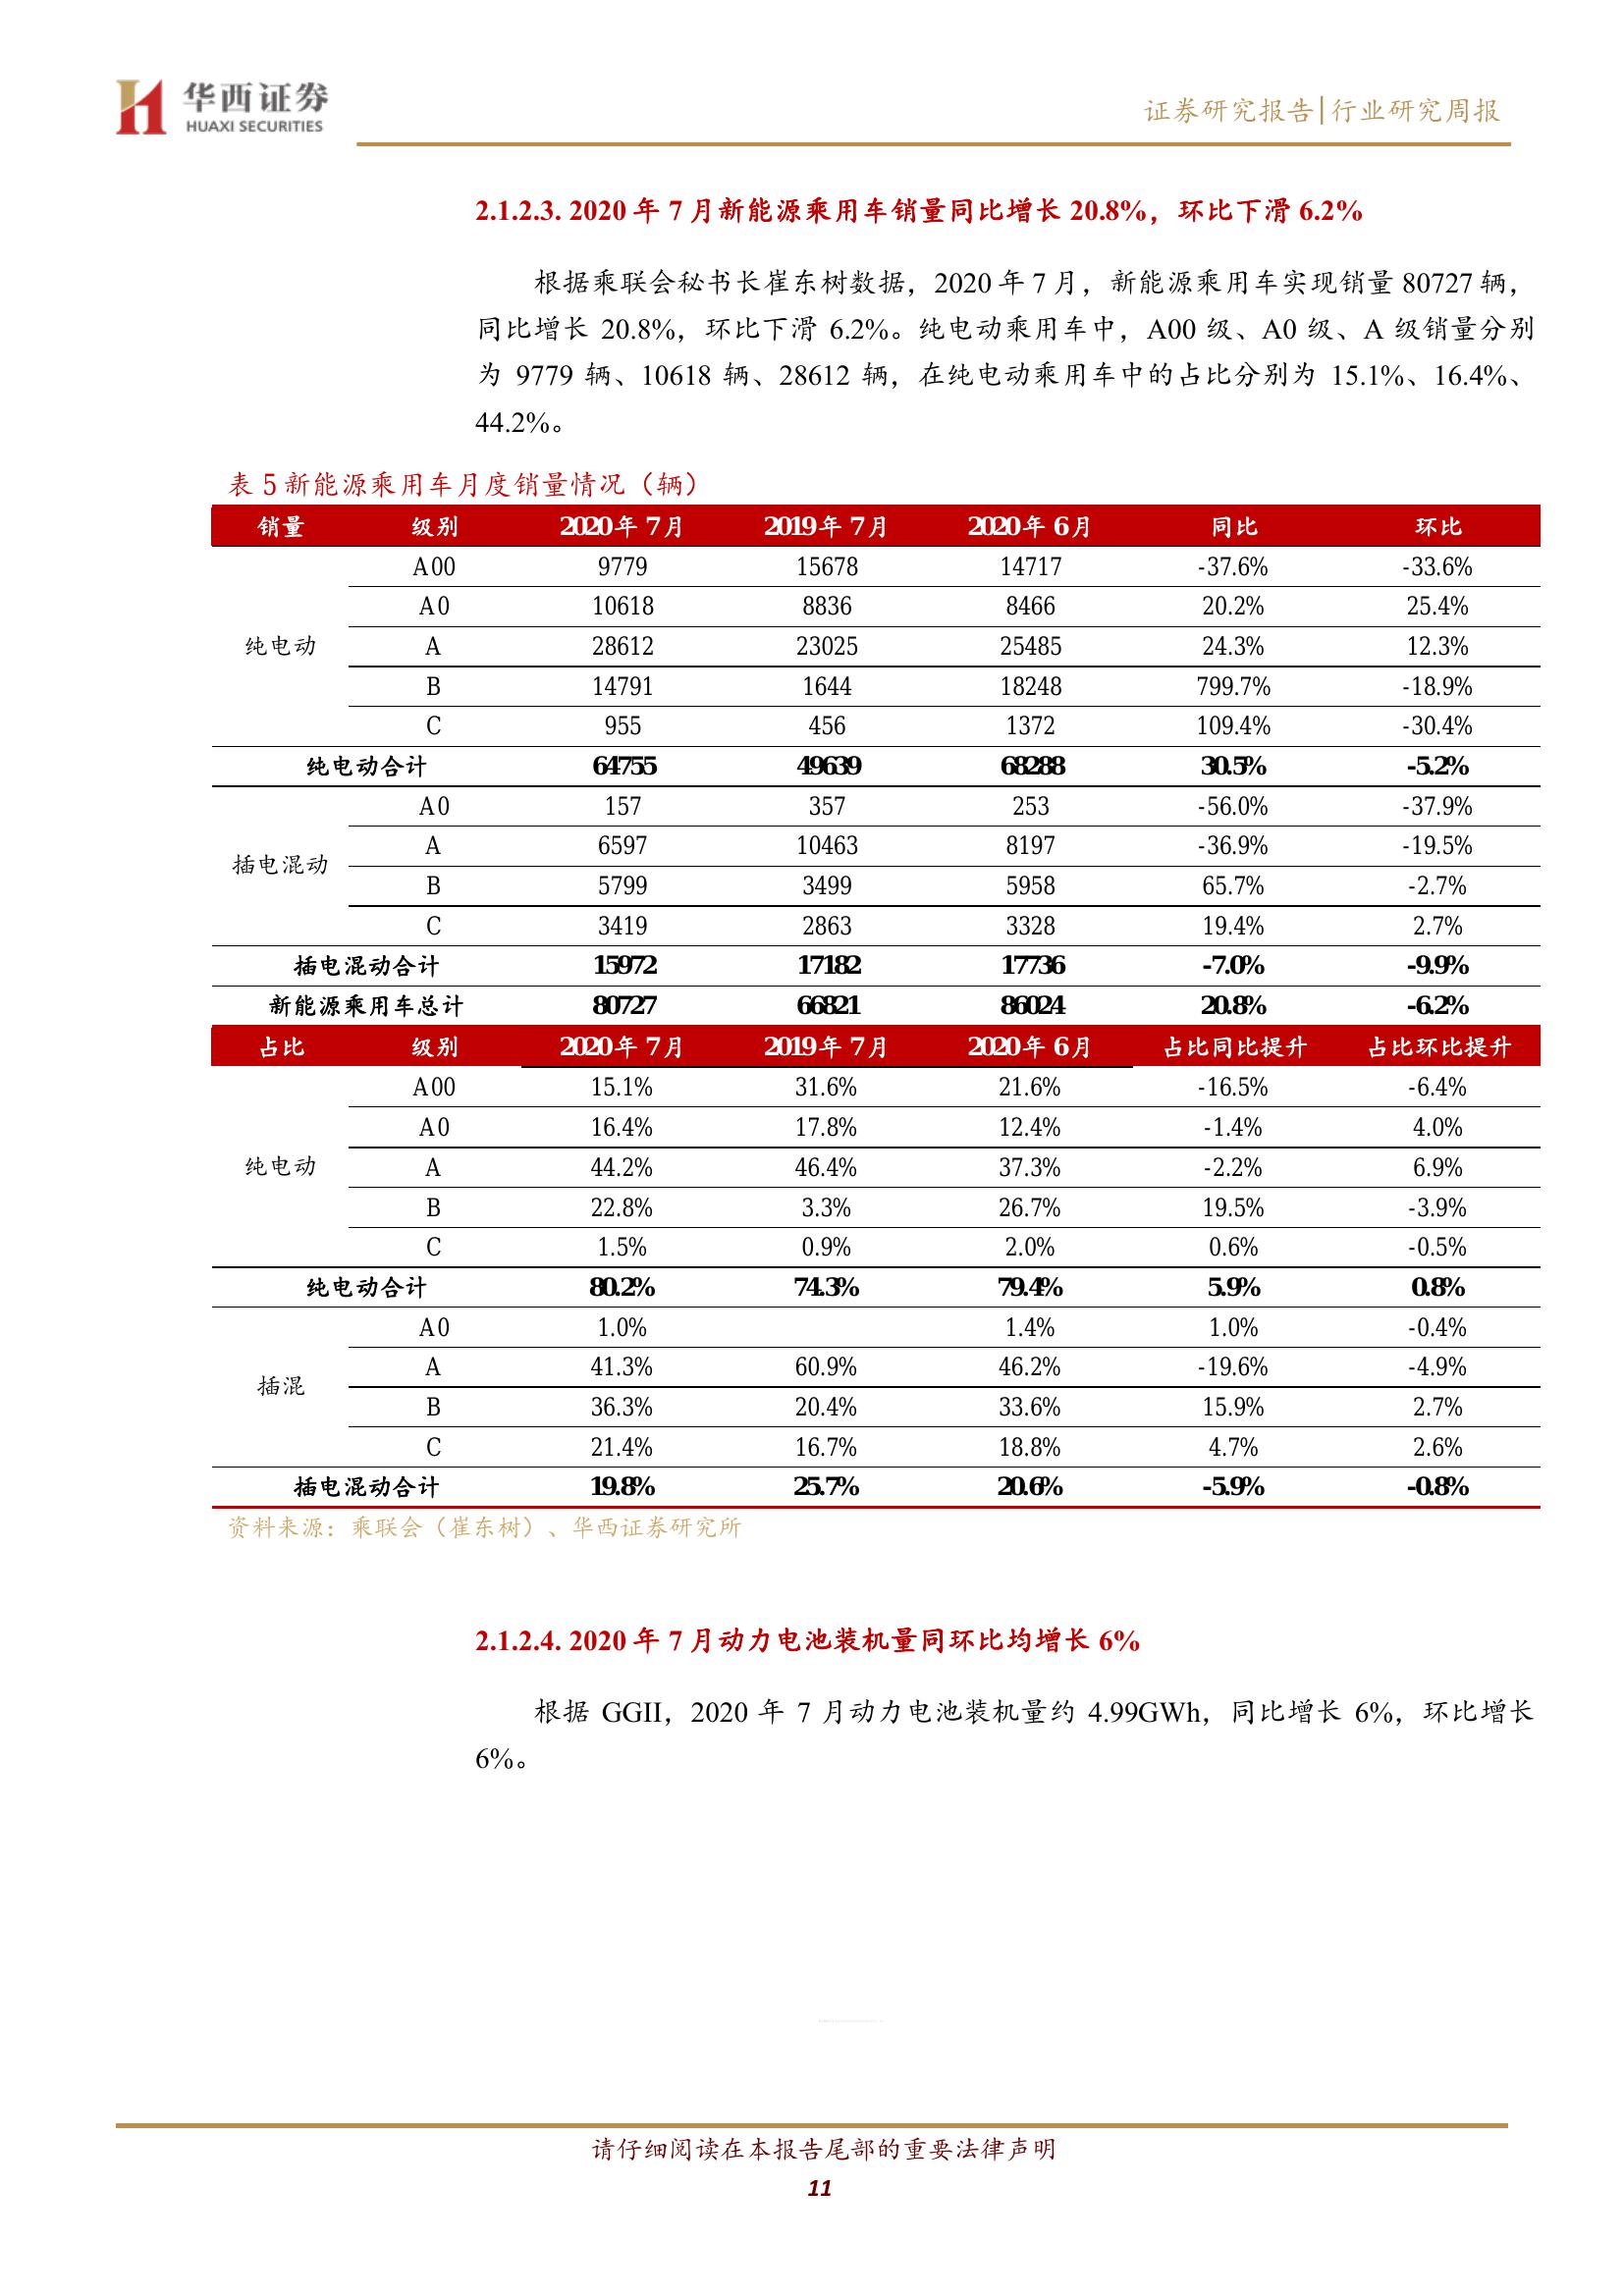 华西证券
HUAXI SECURITIES
证券研究报告|行业研究周报
2.1.2.3. 2020 年 7 月新能源乘用车销量同比增长 20.8%，环比下滑 6.2%
根据乘联会秘书长崔东树数据，2020 年 7 月，新能源乘用车实现销量 80727 辆，
同比增长 20.8%，环比下滑 6.2%。纯电动乘用车中，A00 级、A0 级、A 级销量分别
为 9779 辆、10618 辆、28612 辆，在纯电动乘用车中的占比分别为 15.1%、16.4%、
44.2%。
表 5 新能源乘用车月度销量情况（辆）
销量 级别 2020 年 7 月 2019 年 7 月 2020 年 6 月 同比 环比
A00 9779 15678 14717 -37.6% -33.6%
A0 10618 8836 8466 20.2% 25.4%
纯电动 A 28612 23025 25485 24.3% 12.3%
B 14791 1644 18248 799.7% -18.9%
C 955 456 1372 109.4% -30.4%
纯电动合计 64755 49639 68288 30.5% -5.2%
A0 157 357 253 -56.0% -37.9%
A 6597 10463 8197 -36.9% -19.5%
插电混动
B 5799 3499 5958 65.7% -2.7%
C 3419 2863 3328 19.4% 2.7%
插电混动合计 15972 17182 17736 -7.0% -9.9%
新能源乘用车总计 80727 66821 86024 20.8% -6.2%
占比 级别 2020 年 7 月 2019 年 7 月 2020 年 6 月 占比同比提升 占比环比提升
A00 15.1% 31.6% 21.6% -16.5% -6.4%
A0 16.4% 17.8% 12.4% -1.4% 4.0%
纯电动 A 44.2% 46.4% 37.3% -2.2% 6.9%
B 22.8% 3.3% 26.7% 19.5% -3.9%
C 1.5% 0.9% 2.0% 0.6% -0.5%
纯电动合计 80.2% 74.3% 79.4% 5.9% 0.8%
A0 1.0% 1.4% 1.0% -0.4%
A 41.3% 60.9% 46.2% -19.6% -4.9%
插混
B 36.3% 20.4% 33.6% 15.9% 2.7%
C 21.4% 16.7% 18.8% 4.7% 2.6%
插电混动合计 19.8% 25.7% 20.6% -5.9% -0.8%
资料来源：乘联会（崔东树）、华西证券研究所
2.1.2.4. 2020 年 7 月动力电池装机量同环比均增长 6%
根据 GGII，2020 年 7 月动力电池装机量约 4.99GWh，同比增长 6%，环比增长
6%。
请仔细阅读在本报告尾部的重要法律声明
11